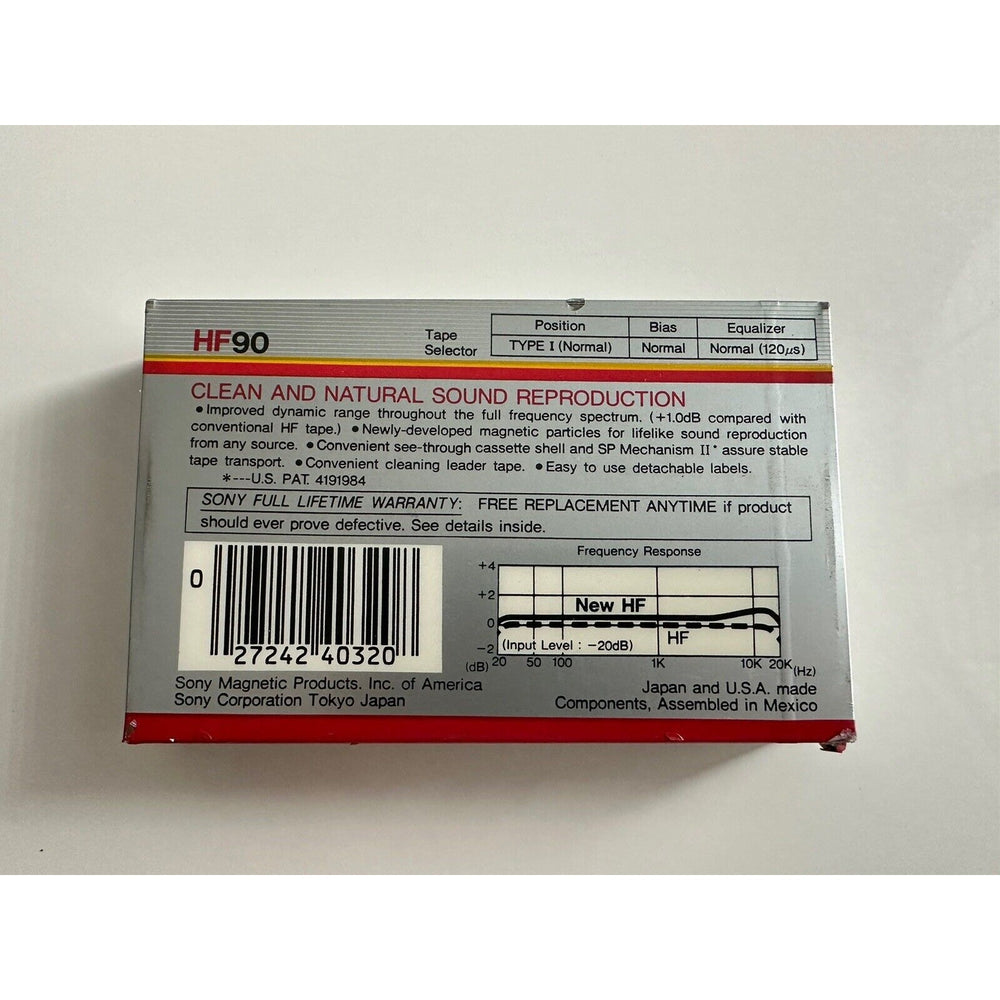 HF90
Tape Selector
Position Bias Equalizer
TYPE I (Normal) Normal Normal (120µs)
CLEAN AND NATURAL SOUND REPRODUCTION
● Improved dynamic range throughout the full frequency spectrum. (+1.0dB compared with
conventional HF tape.) ● Newly-developed magnetic particles for lifelike sound reproduction
from any source. ● Convenient see-through cassette shell and SP Mechanism II* assure stable
tape transport. ● Convenient cleaning leader tape. ● Easy to use detachable labels.
*---U.S. PAT. 4191984
SONY FULL LIFETIME WARRANTY: FREE REPLACEMENT ANYTIME if product
should ever prove defective. See details inside.
0
27242 40320
Frequency Response
+4
+2
0
-2
(dB)
New HF
HF
(Input Level : -20dB)
20 50 100 1K 10K 20K (Hz)
Sony Magnetic Products. Inc. of America
Sony Corporation Tokyo Japan
Japan and U.S.A. made
Components, Assembled in Mexico